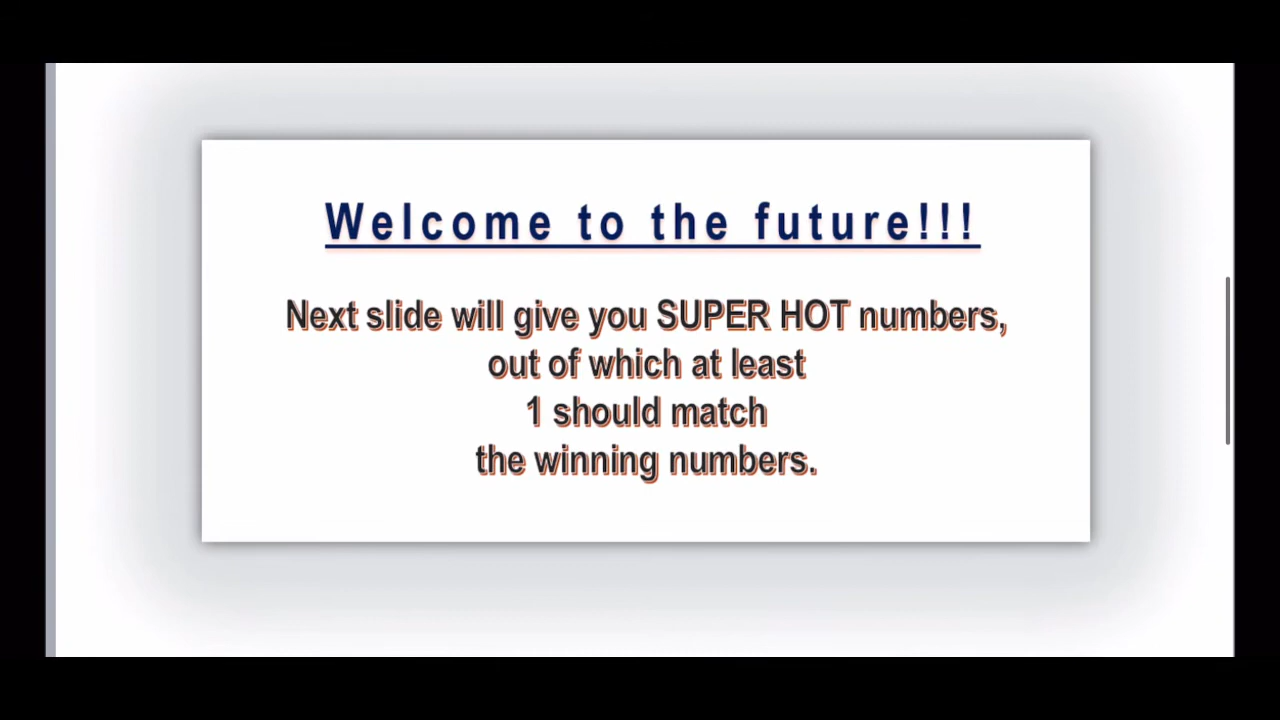 Welcome to the future!!!
Next slide will give you SUPER HOT numbers,
out of which at least
1 should match
the winning numbers.